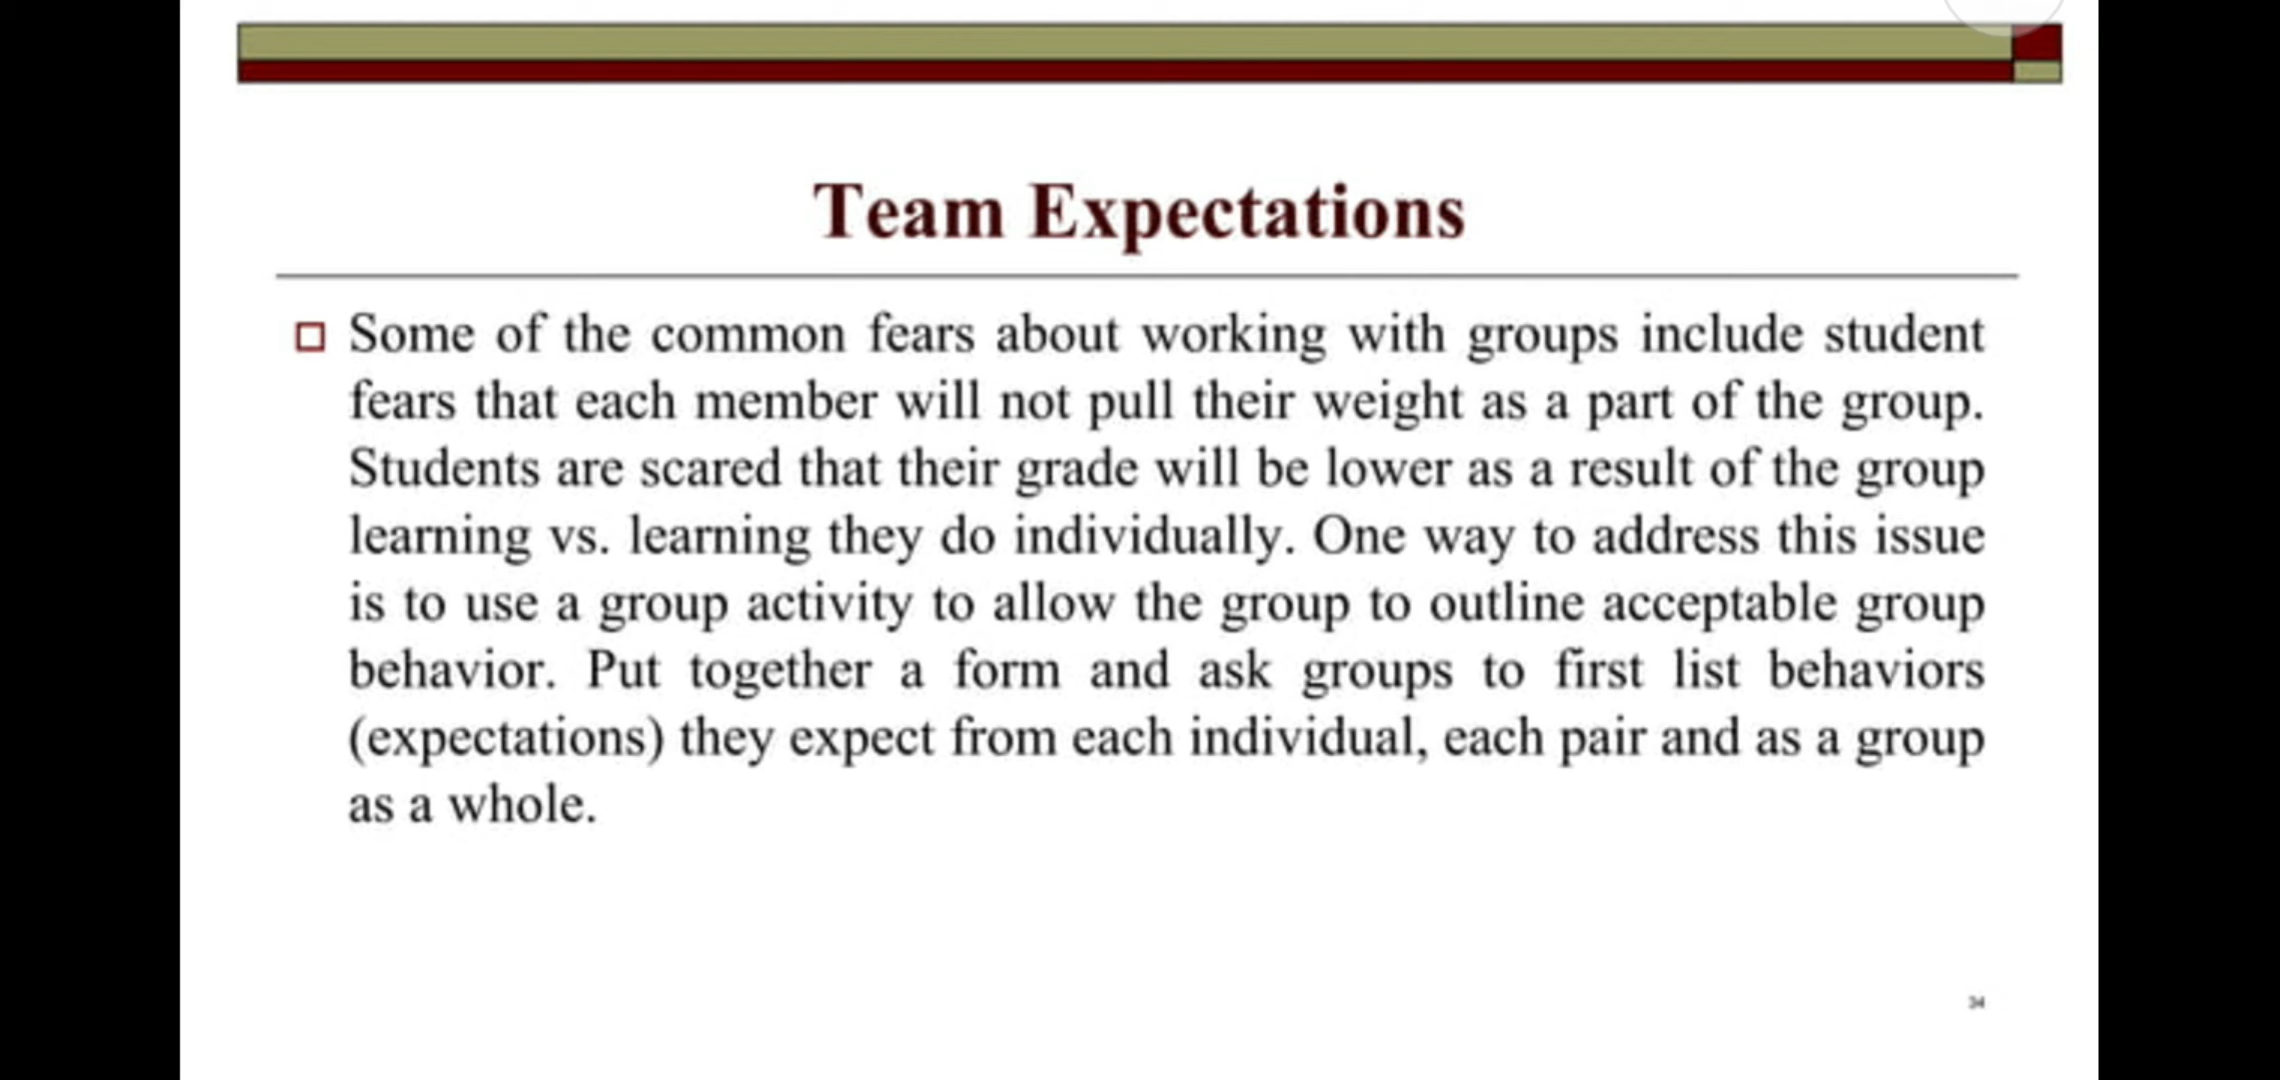 Team Expectations
Some of the common fears about working with groups include student
fears that each member will not pull their weight as a part of the group.
Students are scared that their grade will be lower as a result of the group
learning vs. learning they do individually. One way to address this issue
is to use a group activity to allow the group to outline acceptable group
behavior. Put together a form and ask groups to first list behaviors
(expectations) they expect from each individual, each pair and as a group
as a whole.
34